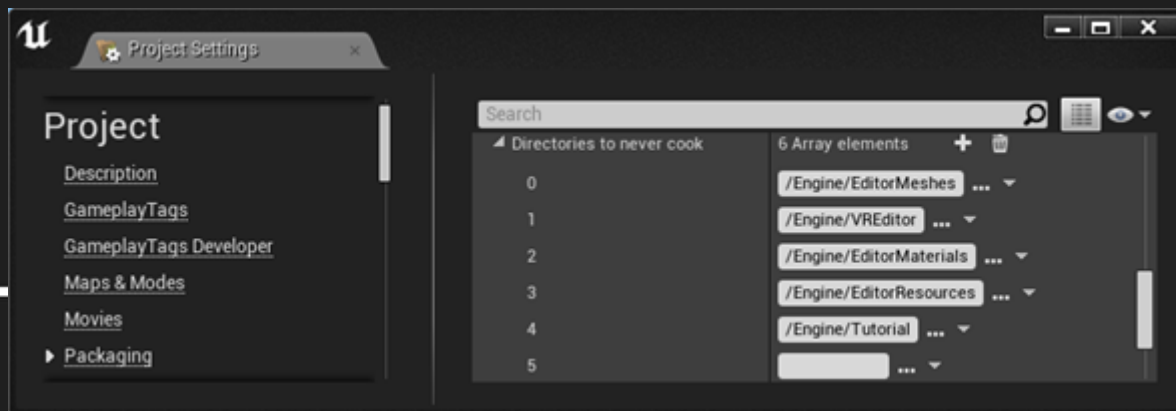 Project Settings
Project
Description
GameplayTags
GameplayTags Developer
Maps & Modes
Movies
Packaging
Search
Directories to never cook 6 Array elements
0 /Engine/EditorMeshes ...
1 /Engine/VREditor ...
2 /Engine/EditorMaterials ...
3 /Engine/EditorResources ...
4 /Engine/Tutorial ...
5 ...